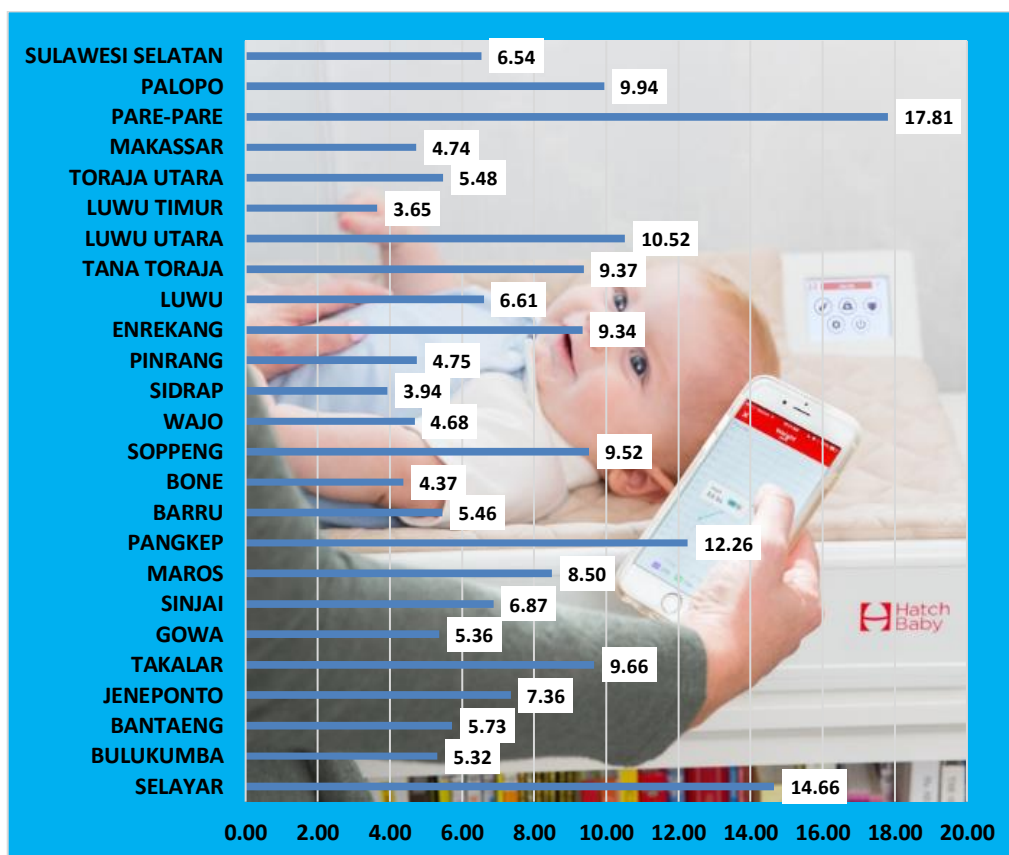 SULAWESI SELATAN 6.54
PALOPO 9.94
PARE-PARE 17.81
MAKASSAR 4.74
TORAJA UTARA 5.48
LUWU TIMUR 3.65
LUWU UTARA 10.52
TANA TORAJA 9.37
LUWU 6.61
ENREKANG 9.34
PINRANG 4.75
SIDRAP 3.94
WAJO 4.68
SOPPENG 9.52
BONE 4.37
BARRU 5.46
PANGKEP 12.26
MAROS 8.50
SINJAI 6.87
GOWA 5.36
TAKALAR 9.66
JENEPONTO 7.36
BANTAENG 5.73
BULUKUMBA 5.32
SELAYAR 14.66
0.00 2.00 4.00 6.00 8.00 10.00 12.00 14.00 16.00 18.00 20.00
Weight
Hatch
Baby